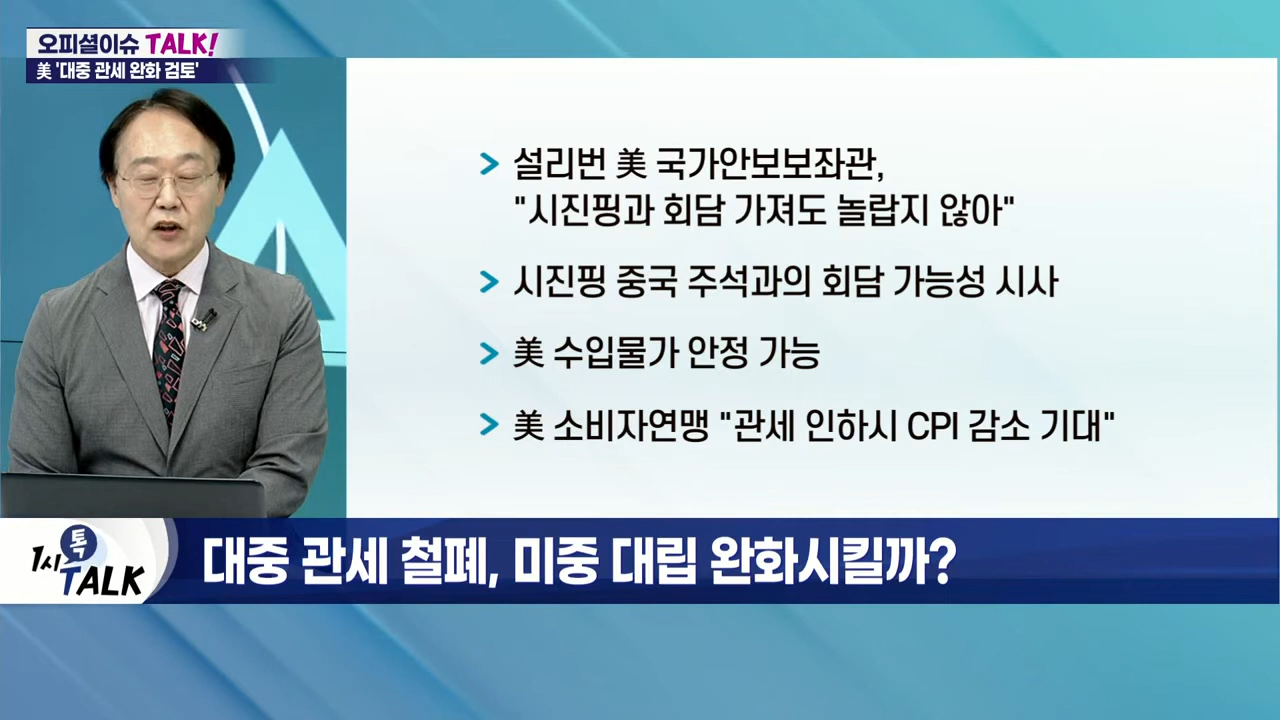 오피셜이슈 TALK!
美 '대중 관세 완화 검토'
> 설리번 美 국가안보보좌관,
"시진핑과 회담 가져도 놀랍지 않아"
> 시진핑 중국 주석과의 회담 가능성 시사
> 美 수입물가 안정 가능
> 美 소비자연맹 "관세 인하시 CPI 감소 기대"
1시 톡 TALK
대중 관세 철폐, 미중 대립 완화시킬까?